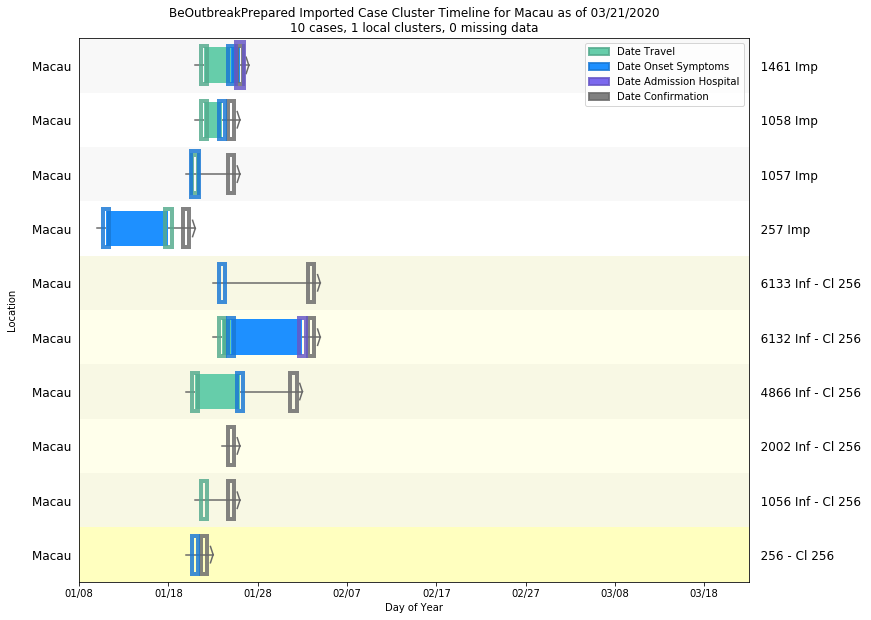 BeOutbreakPrepared Imported Case Cluster Timeline for Macau as of 03/21/2020
10 cases, 1 local clusters, 0 missing data
Date Travel
Date Onset Symptoms
Date Admission Hospital
Date Confirmation
Macau 1461 Imp
Macau 1058 Imp
Macau 1057 Imp
Macau 257 Imp
Macau 6133 Inf - Cl 256
Macau 6132 Inf - Cl 256
Macau 4866 Inf - Cl 256
Macau 2002 Inf - Cl 256
Macau 1056 Inf - Cl 256
Macau 256 - Cl 256
Location
01/08 01/18 01/28 02/07 02/17 02/27 03/08 03/18
Day of Year